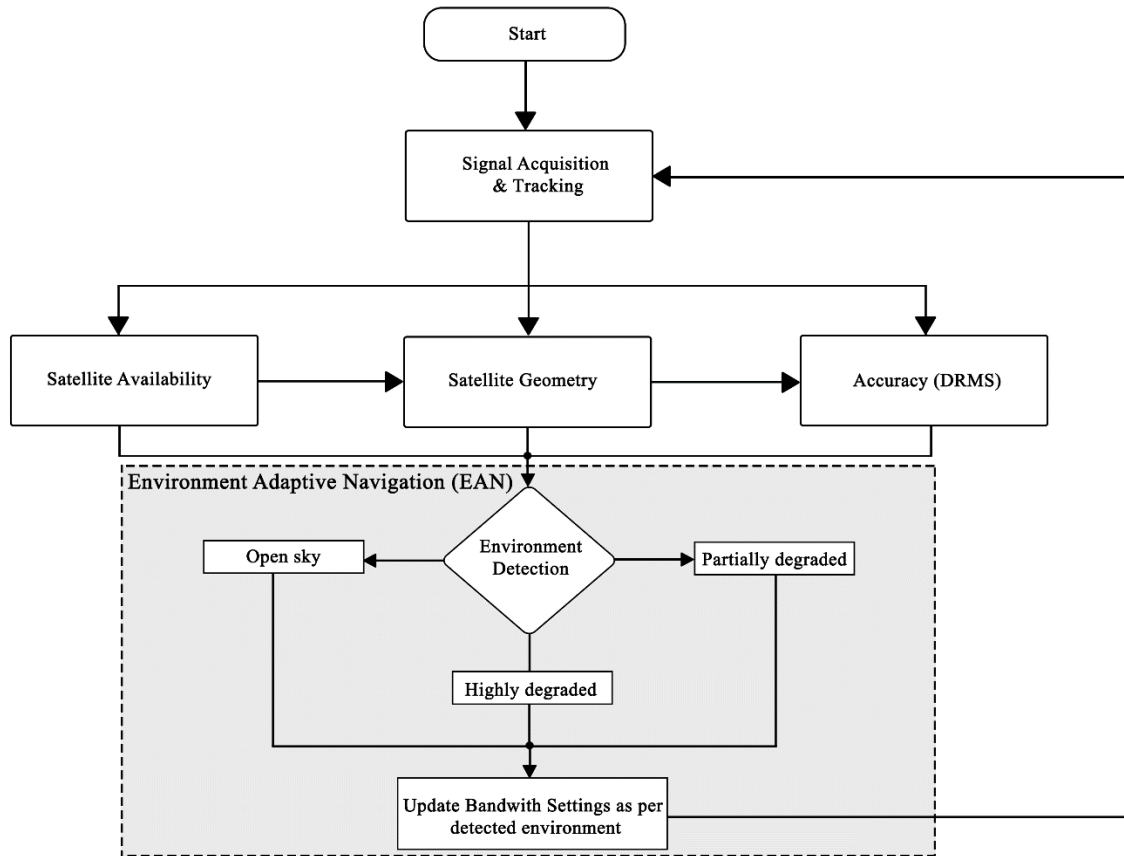 Start
Signal Acquisition
& Tracking
Satellite Availability
Satellite Geometry
Accuracy (DRMS)
Environment Adaptive Navigation (EAN)
Environment
Detection
Open sky
Partially degraded
Highly degraded
Update Bandwith Settings as per
detected environment